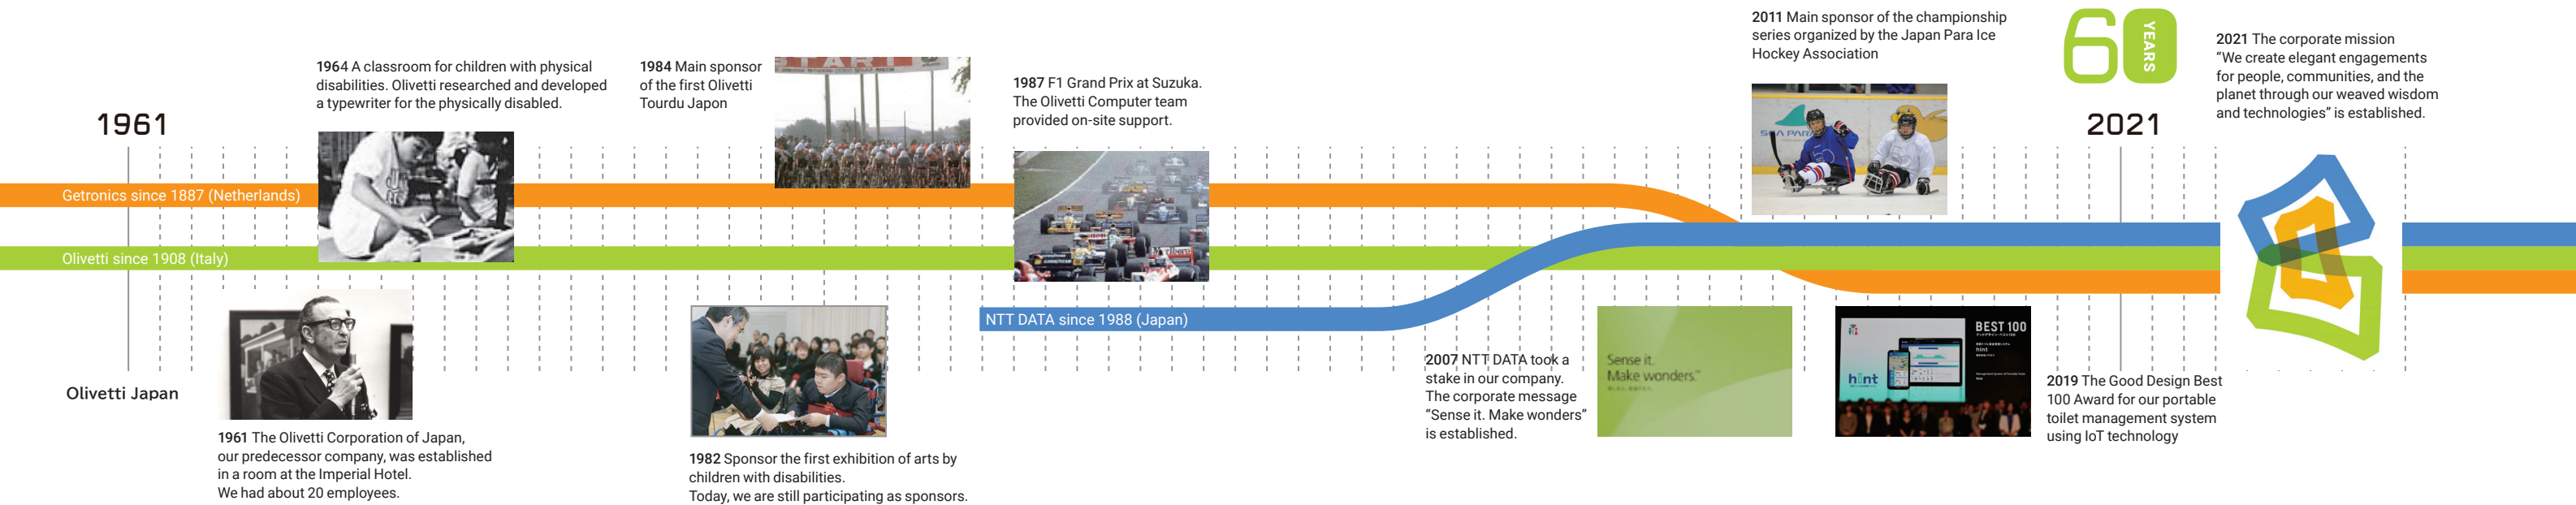 1961
Getronics since 1887 (Netherlands)
Olivetti since 1908 (Italy)
Olivetti Japan
1961 The Olivetti Corporation of Japan,
our predecessor company, was established
in a room at the Imperial Hotel.
We had about 20 employees.
1964 A classroom for children with physical
disabilities. Olivetti researched and developed
a typewriter for the physically disabled.
1984 Main sponsor
of the first Olivetti
Tourdu Japon
START
1982 Sponsor the first exhibition of arts by
children with disabilities.
Today, we are still participating as sponsors.
1987 F1 Grand Prix at Suzuka.
The Olivetti Computer team
provided on-site support.
NTT DATA since 1988 (Japan)
2007 NTT DATA took a
stake in our company.
The corporate message
“Sense it. Make wonders”
is established.
Sense it.
Make wonders.™
2011 Main sponsor of the championship
series organized by the Japan Para Ice
Hockey Association
BEST 100
hint
2019 The Good Design Best
100 Award for our portable
toilet management system
using IoT technology
60 YEARS
2021
2021 The corporate mission
“We create elegant engagements
for people, communities, and the
planet through our weaved wisdom
and technologies” is established.